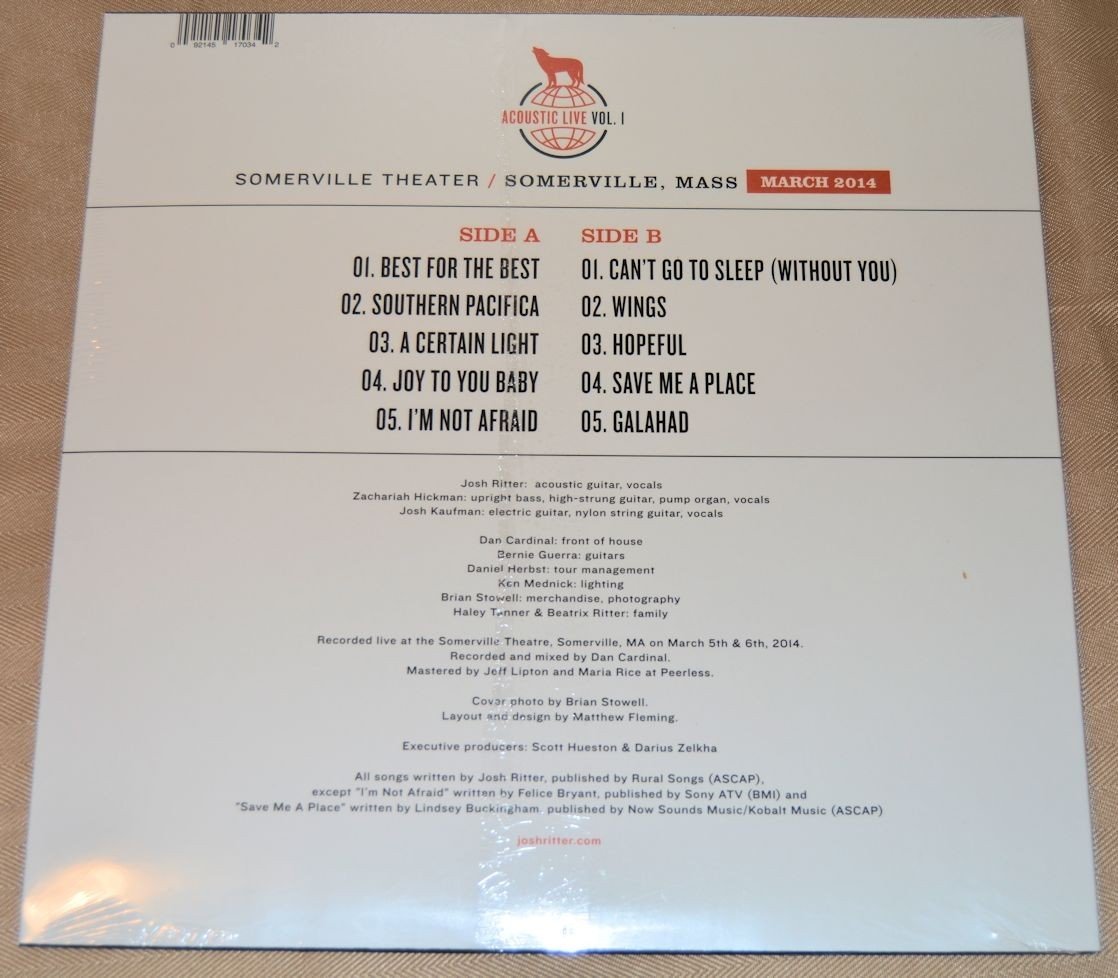 0 92145 17034 2
ACOUSTIC LIVE VOL. I
SOMERVILLE THEATER / SOMERVILLE, MASS MARCH 2014
SIDE A
01. BEST FOR THE BEST
02. SOUTHERN PACIFICA
03. A CERTAIN LIGHT
04. JOY TO YOU BABY
05. I'M NOT AFRAID
SIDE B
01. CAN'T GO TO SLEEP (WITHOUT YOU)
02. WINGS
03. HOPEFUL
04. SAVE ME A PLACE
05. GALAHAD
Josh Ritter: acoustic guitar, vocals
Zachariah Hickman: upright bass, high-strung guitar, pump organ, vocals
Josh Kaufman: electric guitar, nylon string guitar, vocals
Dan Cardinal: front of house
Bernie Guerra: guitars
Daniel Herbst: tour management
Ken Mednick: lighting
Brian Stowell: merchandise, photography
Haley Tanner & Beatrix Ritter: family
Recorded live at the Somerville Theatre, Somerville, MA on March 5th & 6th, 2014.
Recorded and mixed by Dan Cardinal.
Mastered by Jeff Lipton and Maria Rice at Peerless.
Cover photo by Brian Stowell.
Layout and design by Matthew Fleming.
Executive producers: Scott Hueston & Darius Zelkha
All songs written by Josh Ritter, published by Rural Songs (ASCAP),
except "I'm Not Afraid" written by Felice Bryant, published by Sony ATV (BMI) and
"Save Me A Place" written by Lindsey Buckingham, published by Now Sounds Music/Kobalt Music (ASCAP)
joshritter.com